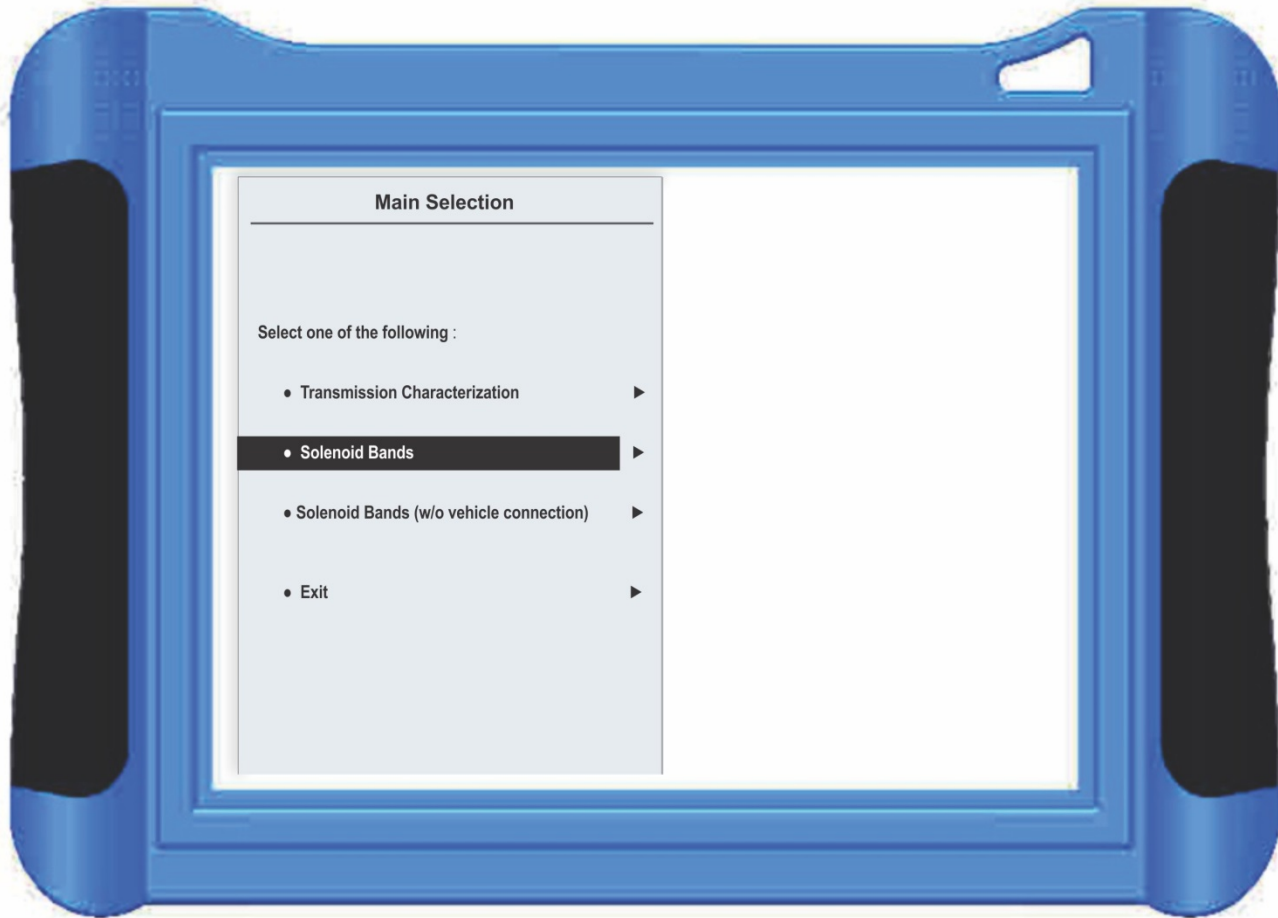 Main Selection
Select one of the following :
● Transmission Characterization ▶
● Solenoid Bands ▶
● Solenoid Bands (w/o vehicle connection) ▶
● Exit ▶